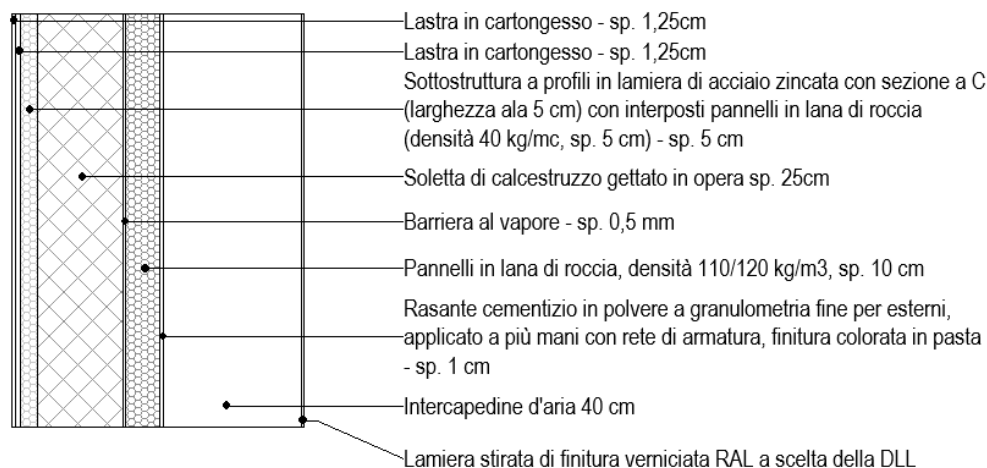 Lastra in cartongesso - sp. 1,25cm
Lastra in cartongesso - sp. 1,25cm
Sottostruttura a profili in lamiera di acciaio zincata con sezione a C
(larghezza ala 5 cm) con interposti pannelli in lana di roccia
(densità 40 kg/mc, sp. 5 cm) - sp. 5 cm
Soletta di calcestruzzo gettato in opera sp. 25cm
Barriera al vapore - sp. 0,5 mm
Pannelli in lana di roccia, densità 110/120 kg/m3, sp. 10 cm
Rasante cementizio in polvere a granulometria fine per esterni,
applicato a più mani con rete di armatura, finitura colorata in pasta
- sp. 1 cm
Intercapedine d'aria 40 cm
Lamiera stirata di finitura verniciata RAL a scelta della DLL